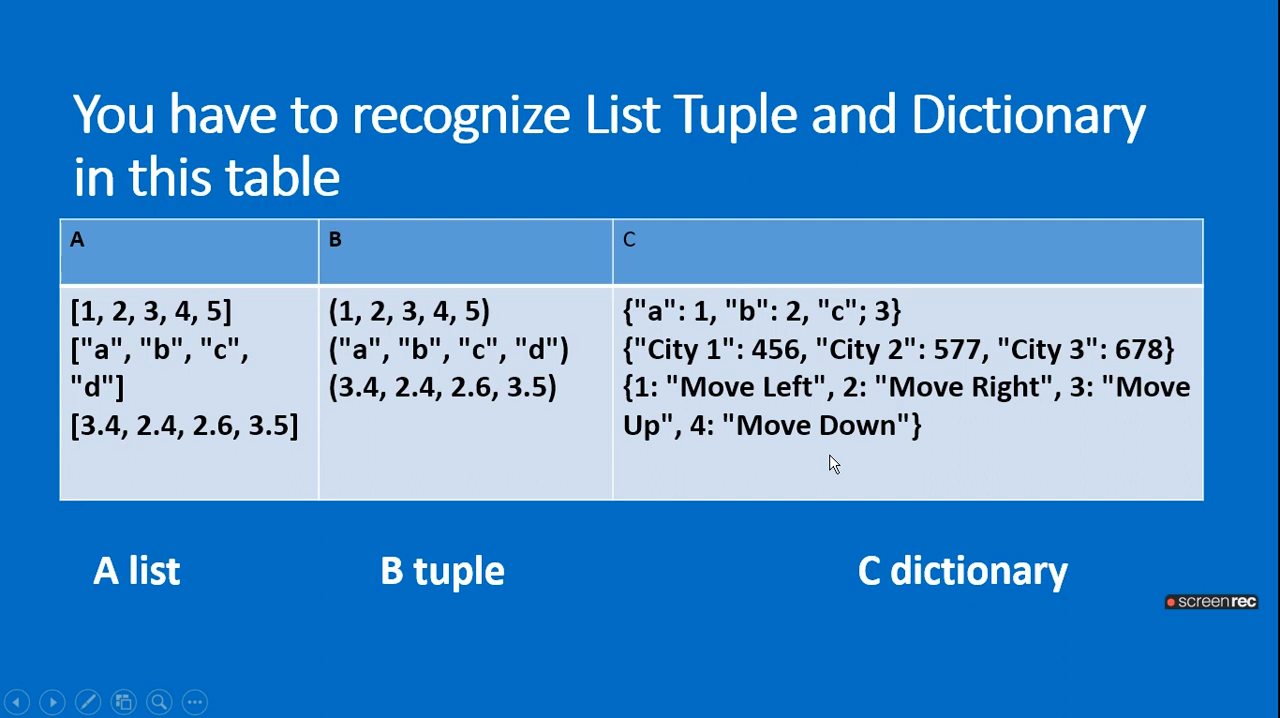 You have to recognize List Tuple and Dictionary
in this table
A
B
C
[1, 2, 3, 4, 5]
["a", "b", "c",
"d"]
[3.4, 2.4, 2.6, 3.5]
(1, 2, 3, 4, 5)
("a", "b", "c", "d")
(3.4, 2.4, 2.6, 3.5)
{"a": 1, "b": 2, "c"; 3}
{"City 1": 456, "City 2": 577, "City 3": 678}
{1: "Move Left", 2: "Move Right", 3: "Move
Up", 4: "Move Down"}
A list
B tuple
C dictionary
screenrec